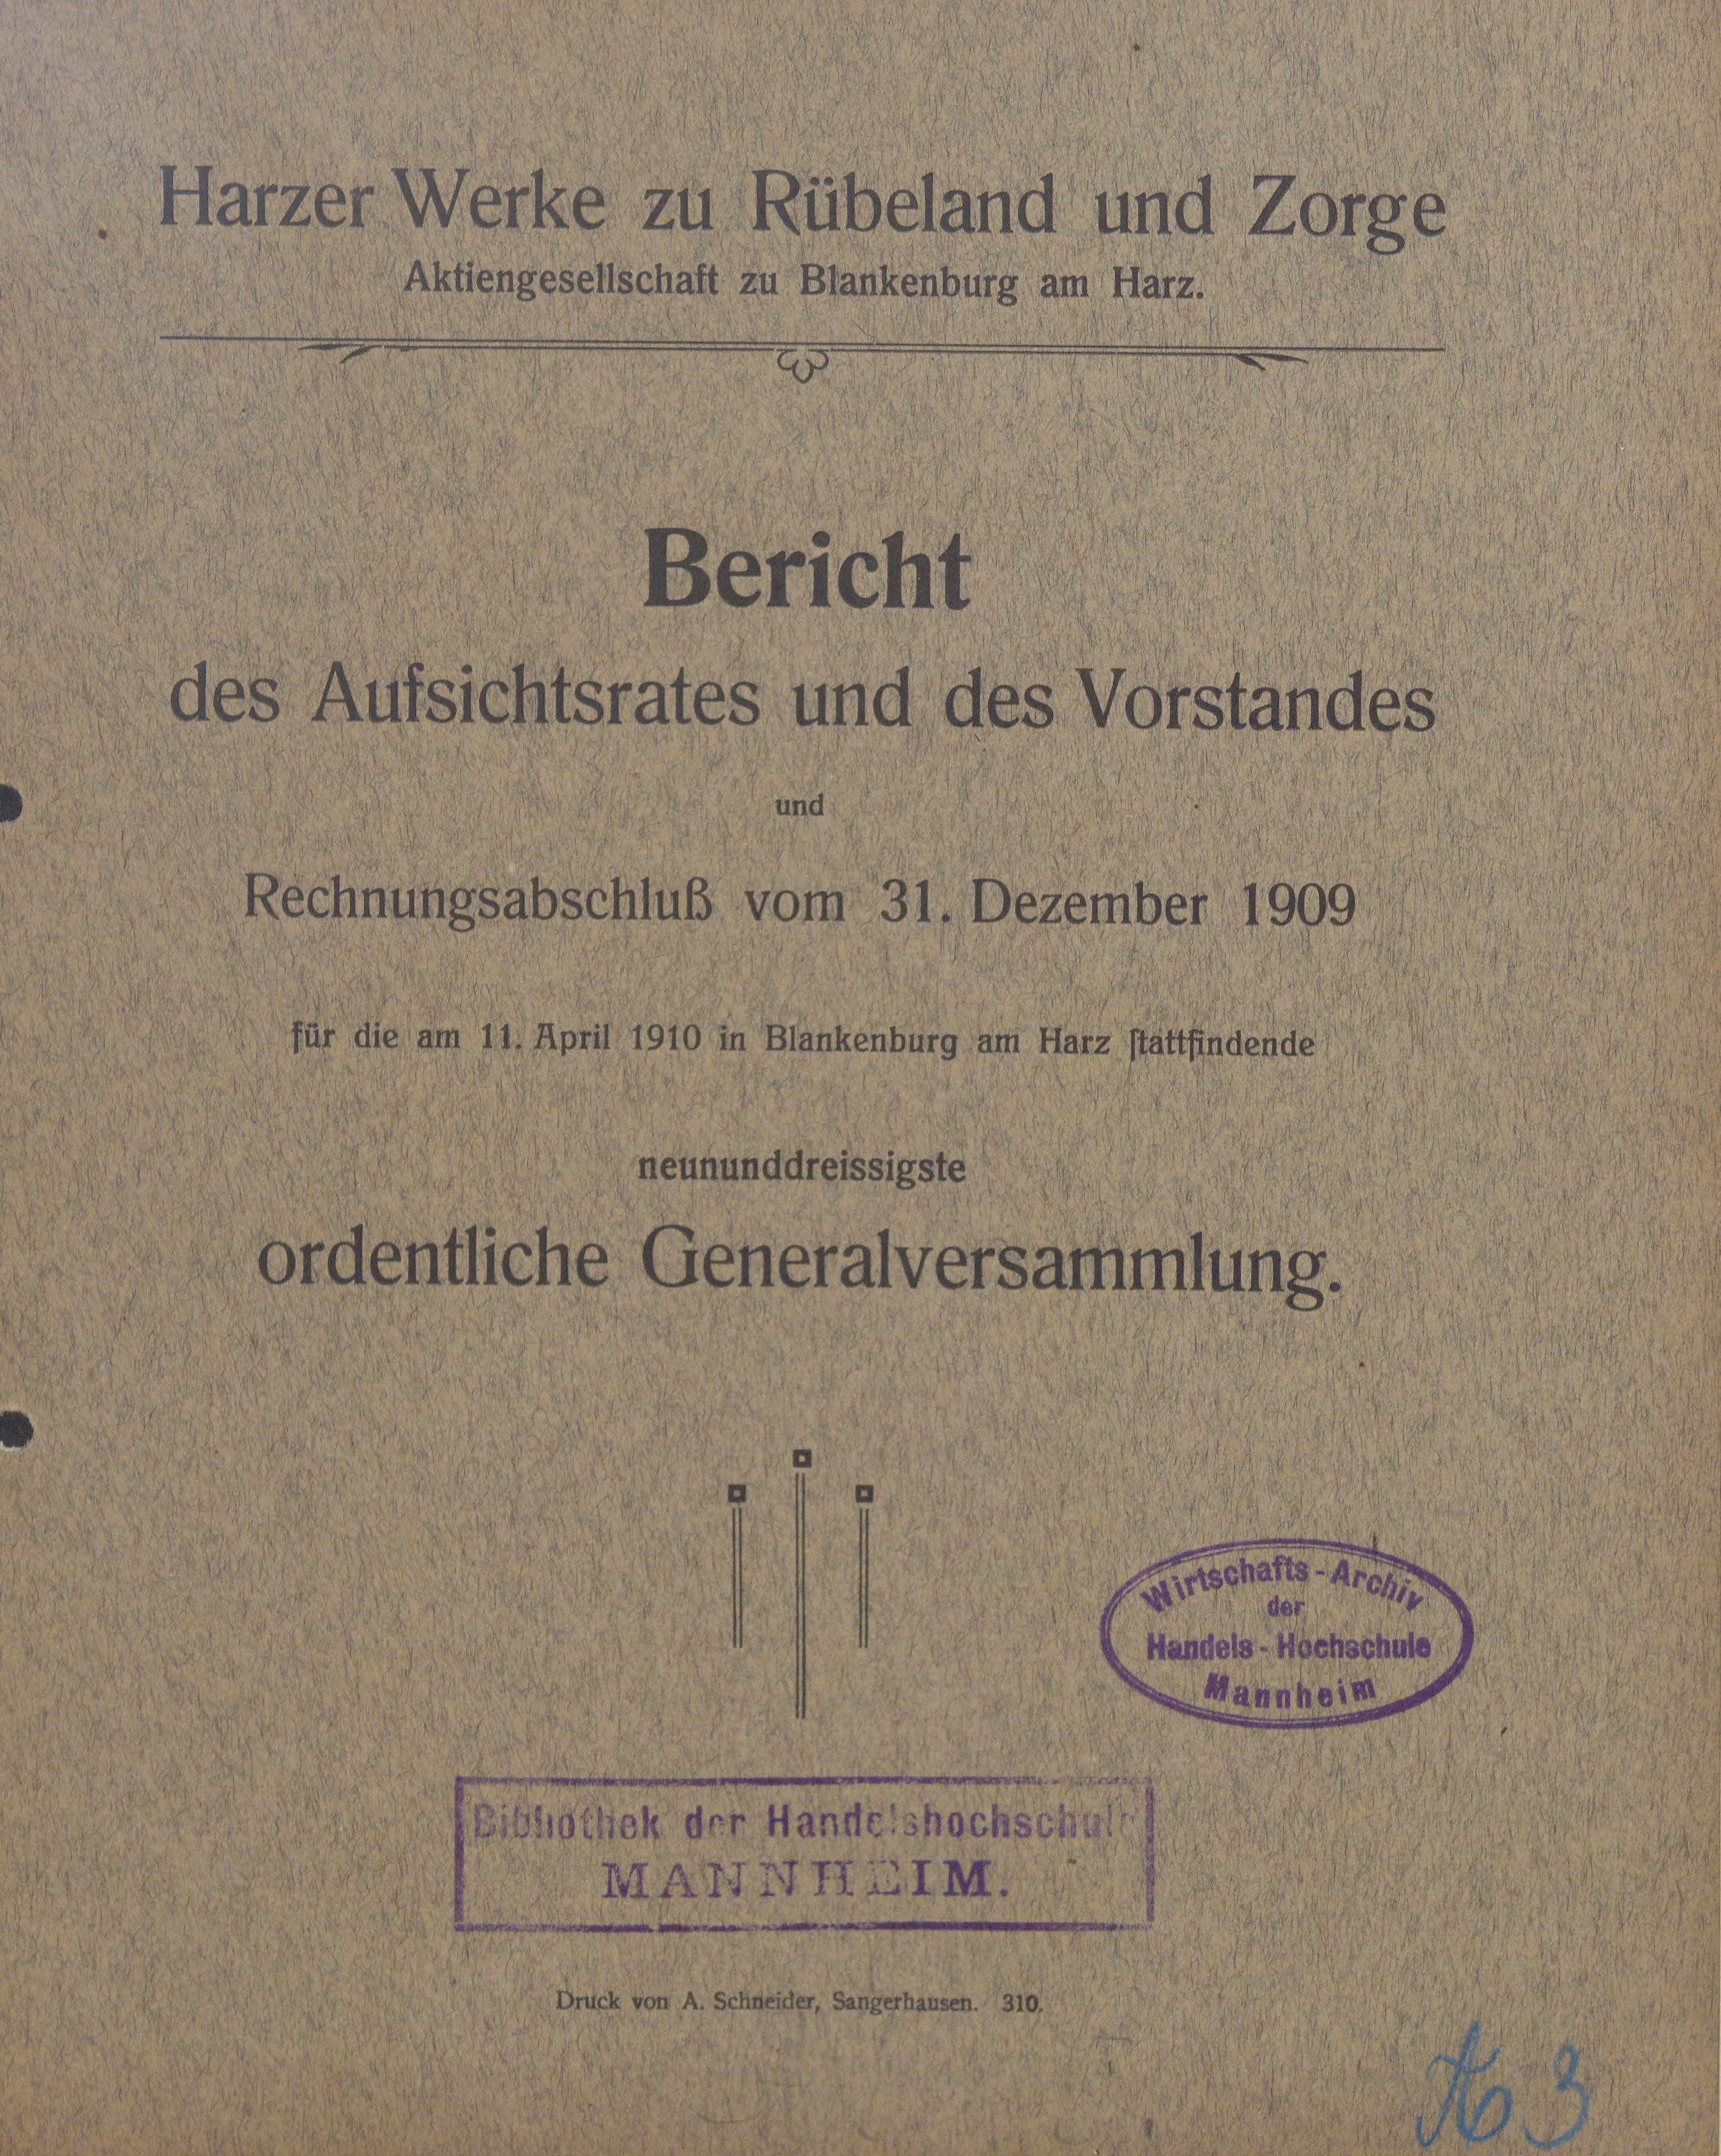 Harzer Werke zu Rübeland und Zorge
Aktiengesellschaft zu Blankenburg am Harz.
Bericht
des Aufsichtsrates und des Vorstandes
und
Rechnungsabschluß vom 31. Dezember 1909
für die am 11. April 1910 in Blankenburg am Harz ſtattfindende
neununddreissigste
ordentliche Generalversammlung.
Wirtschafts-Archiv
der
Handels-Hochschule
Mannheim
Bibliothek der Handelshochschule
MANNHEIM.
Druck von A. Schneider, Sangerhausen. 310.